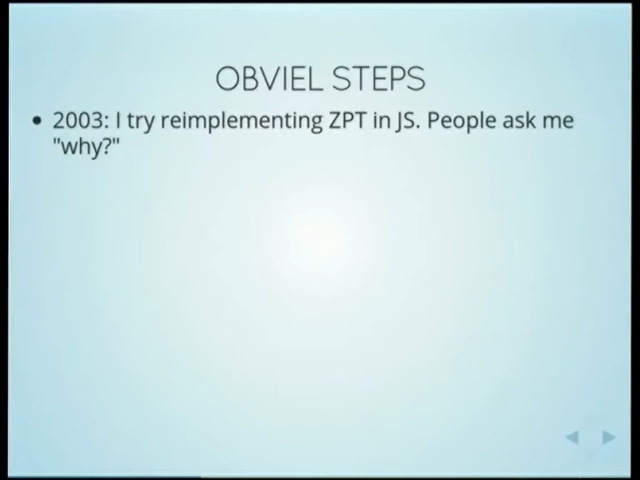 OBVIEL STEPS
• 2003: I try reimplementing ZPT in JS. People ask me
"why?"